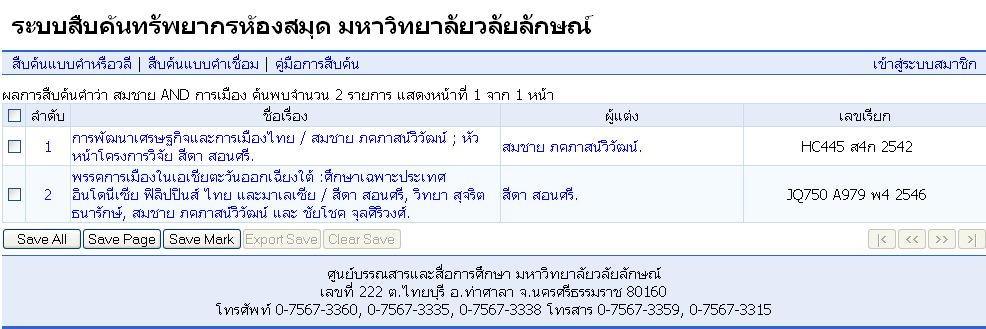 ระบบสืบค้นทรัพยากรห้องสมุด มหาวิทยาลัยวลัยลักษณ์
สืบค้นแบบคำหรือวลี | สืบค้นแบบคำเชื่อม | คู่มือการสืบค้น เข้าสู่ระบบสมาชิก
ผลการสืบค้นคำว่า สมชาย AND การเมือง ค้นพบจำนวน 2 รายการ แสดงหน้าที่ 1 จาก 1 หน้า
ลำดับ ชื่อเรื่อง ผู้แต่ง เลขเรียก
1 การพัฒนาเศรษฐกิจและการเมืองไทย / สมชาย ภคภาสน์วิวัฒน์ ; หัว
หน้าโครงการวิจัย สีดา สอนศรี. สมชาย ภคภาสน์วิวัฒน์. HC445 ส4ก 2542
พรรคการเมืองในเอเชียตะวันออกเฉียงใต้ :ศึกษาเฉพาะประเทศ
2 อินโดนีเซีย ฟิลิปปินส์ ไทย และมาเลเซีย / สีดา สอนศรี, วิทยา สุจริต สีดา สอนศรี. JQ750 A979 พ4 2546
ธนารักษ์, สมชาย ภคภาสน์วิวัฒน์ และ ชัยโชค จุลศิริวงศ์.
Save All Save Page Save Mark Export Save Clear Save |< << >> >|
ศูนย์บรรณสารและสื่อการศึกษา มหาวิทยาลัยวลัยลักษณ์
เลขที่ 222 ต.ไทยบุรี อ.ท่าศาลา จ.นครศรีธรรมราช 80160
โทรศัพท์ 0-7567-3360, 0-7567-3335, 0-7567-3338 โทรสาร 0-7567-3359, 0-7567-3315